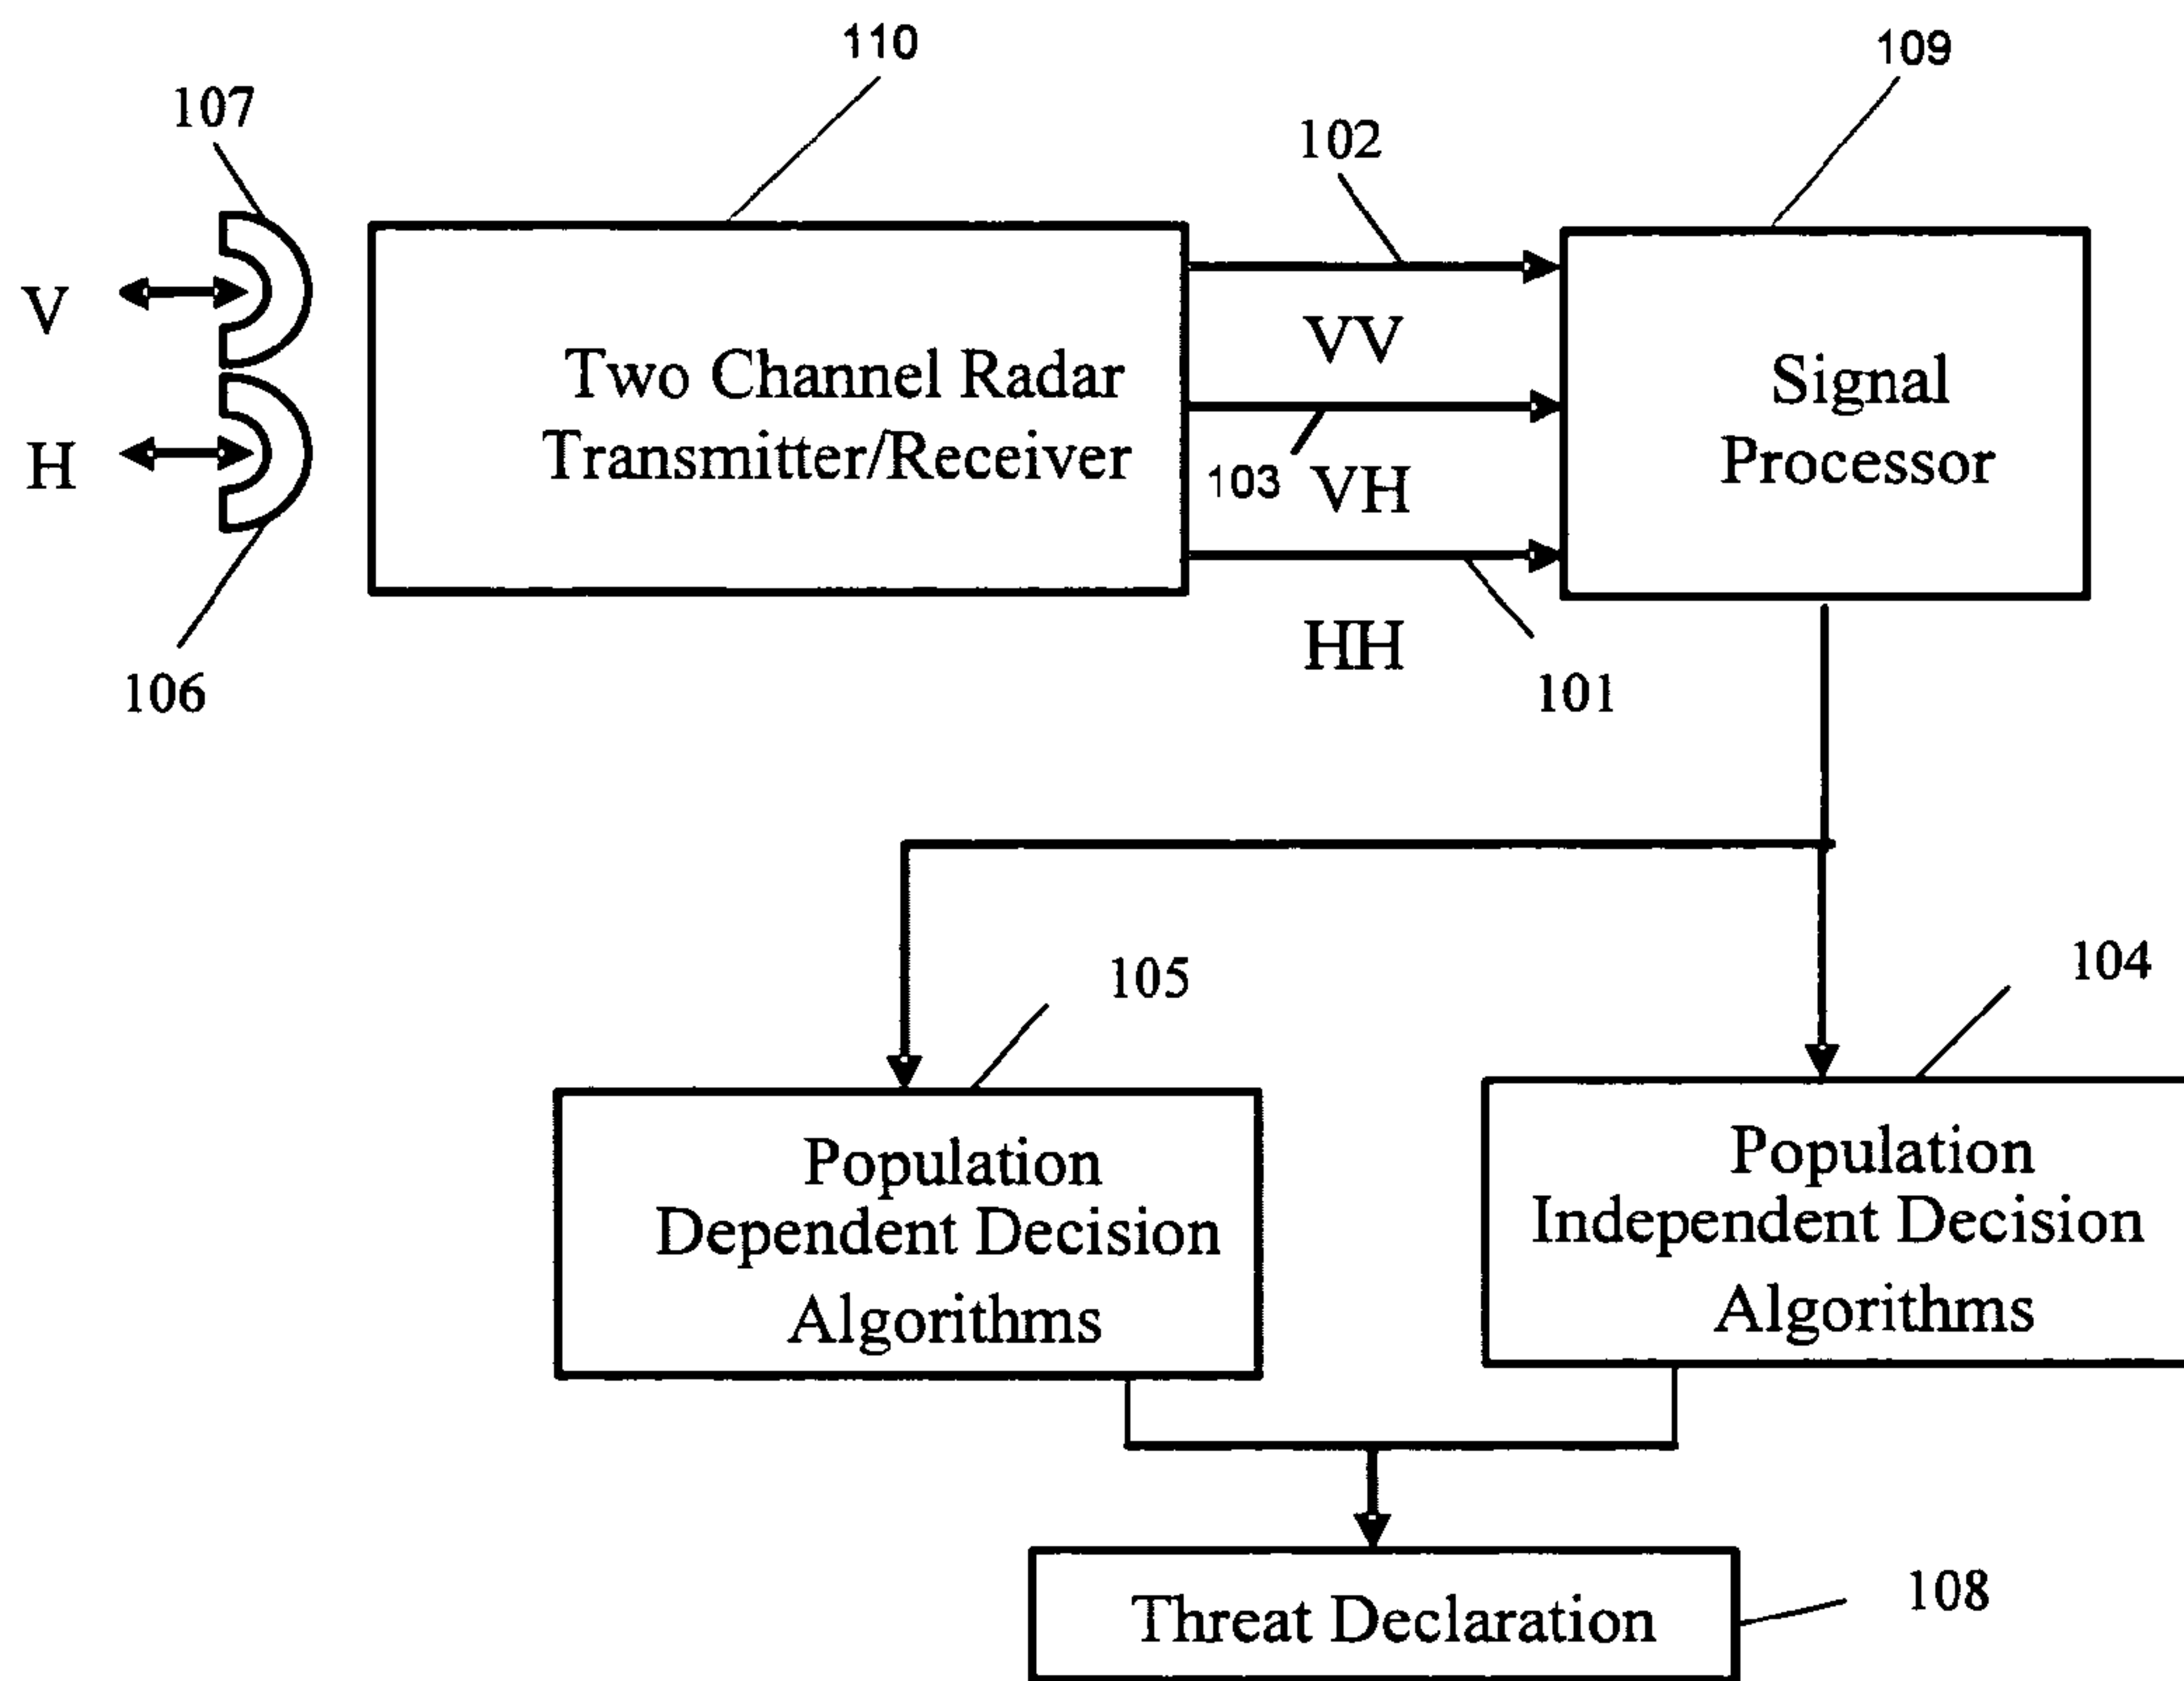 110
109
107
102
V
Two Channel Radar
Transmitter/Receiver
VV
Signal
Processor
H
103
VH
106
HH
101
105
104
Population
Dependent Decision
Algorithms
Population
Independent Decision
Algorithms
Threat Declaration
108